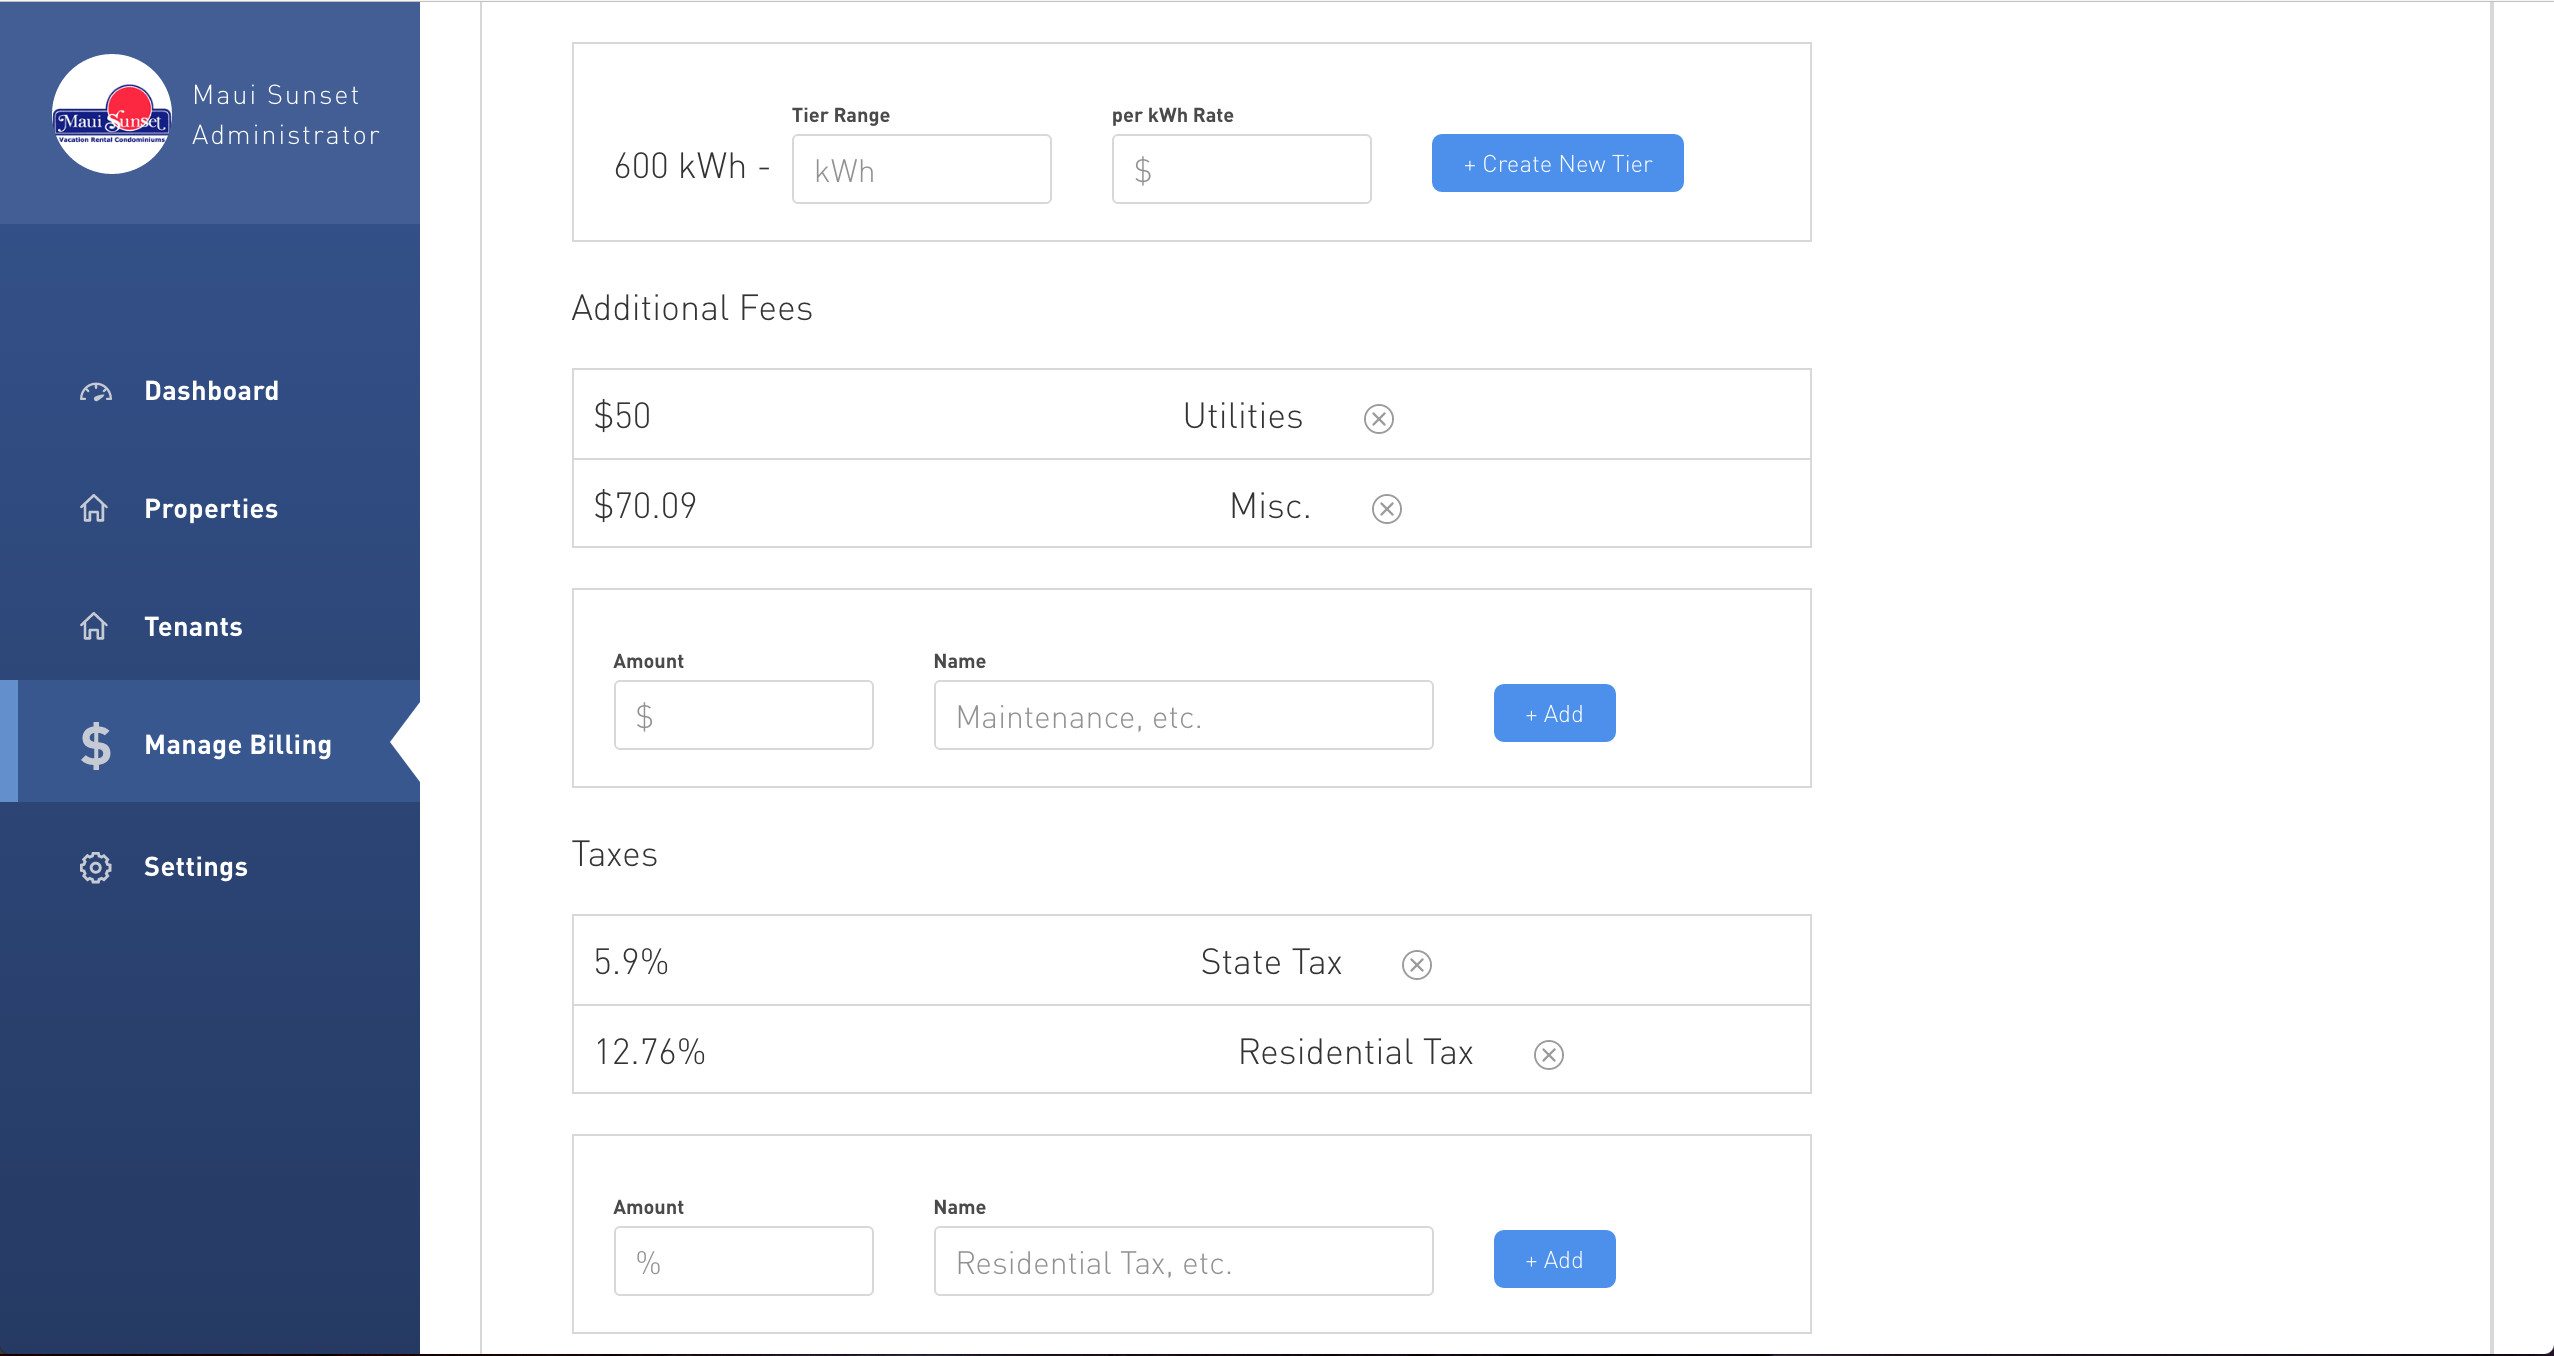 Maui Sunset
Vacation Rental Condominiums
Maui Sunset
Administrator
Dashboard
Properties
Tenants
$ Manage Billing
Settings
Tier Range
per kWh Rate
600 kWh -
kWh
$
+ Create New Tier
Additional Fees
$50 Utilities
$70.09 Misc.
Amount
Name
$
Maintenance, etc.
+ Add
Taxes
5.9% State Tax
12.76% Residential Tax
Amount
Name
%
Residential Tax, etc.
+ Add